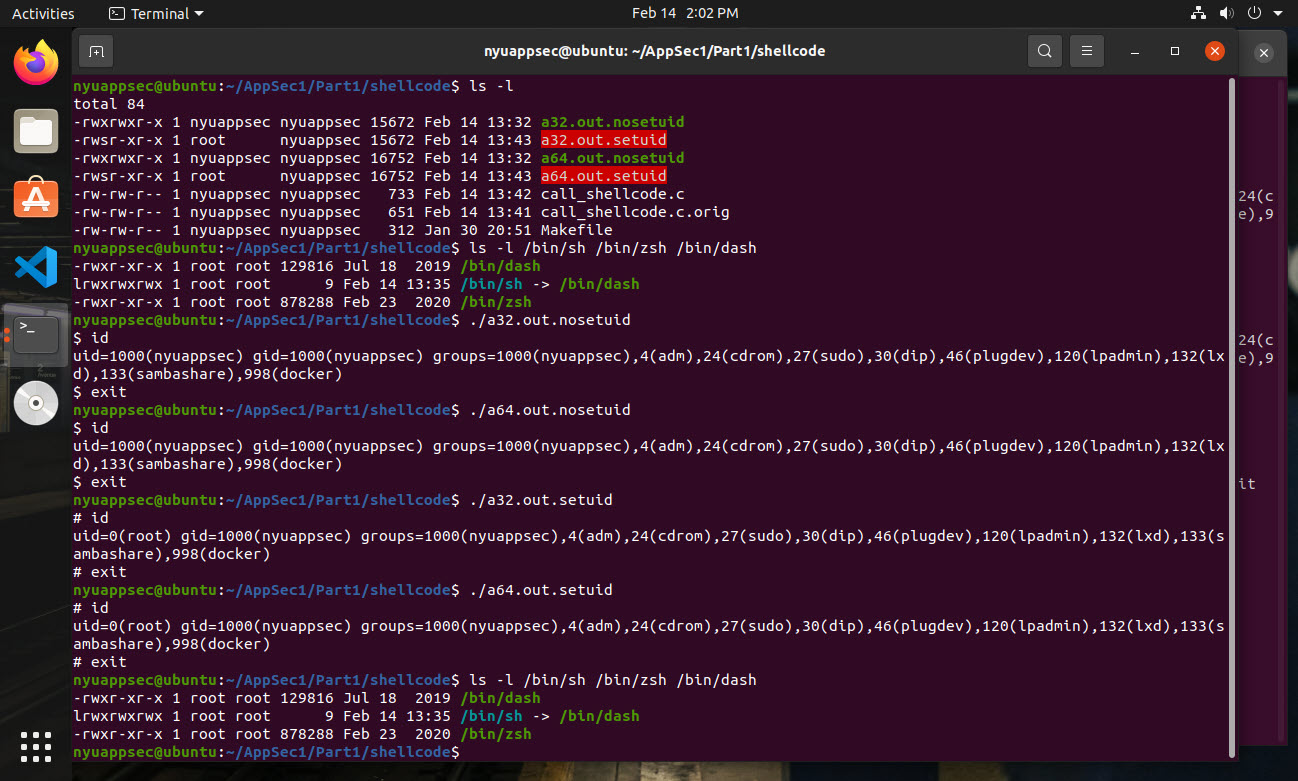 Activities Terminal Feb 14 2:02 PM
nyuappsec@ubuntu: ~/AppSec1/Part1/shellcode
nyuappsec@ubuntu:~/AppSec1/Part1/shellcode$ ls -l
total 84
-rwxrwxr-x 1 nyuappsec nyuappsec 15672 Feb 14 13:32 a32.out.nosetuid
-rwsr-xr-x 1 root      nyuappsec 15672 Feb 14 13:43 a32.out.setuid
-rwxrwxr-x 1 nyuappsec nyuappsec 16752 Feb 14 13:32 a64.out.nosetuid
-rwsr-xr-x 1 root      nyuappsec 16752 Feb 14 13:43 a64.out.setuid
-rw-rw-r-- 1 nyuappsec nyuappsec   733 Feb 14 13:42 call_shellcode.c
-rw-rw-r-- 1 nyuappsec nyuappsec   651 Feb 14 13:41 call_shellcode.c.orig
-rw-rw-r-- 1 nyuappsec nyuappsec   312 Jan 30 20:51 Makefile
nyuappsec@ubuntu:~/AppSec1/Part1/shellcode$ ls -l /bin/sh /bin/zsh /bin/dash
-rwxr-xr-x 1 root root 129816 Jul 18  2019 /bin/dash
lrwxrwxrwx 1 root root      9 Feb 14 13:35 /bin/sh -> /bin/dash
-rwxr-xr-x 1 root root 878288 Feb 23  2020 /bin/zsh
nyuappsec@ubuntu:~/AppSec1/Part1/shellcode$ ./a32.out.nosetuid
$ id
uid=1000(nyuappsec) gid=1000(nyuappsec) groups=1000(nyuappsec),4(adm),24(cdrom),27(sudo),30(dip),46(plugdev),120(lpadmin),132(lx
d),133(sambashare),998(docker)
$ exit
nyuappsec@ubuntu:~/AppSec1/Part1/shellcode$ ./a64.out.nosetuid
$ id
uid=1000(nyuappsec) gid=1000(nyuappsec) groups=1000(nyuappsec),4(adm),24(cdrom),27(sudo),30(dip),46(plugdev),120(lpadmin),132(lx
d),133(sambashare),998(docker)
$ exit
nyuappsec@ubuntu:~/AppSec1/Part1/shellcode$ ./a32.out.setuid
# id
uid=0(root) gid=1000(nyuappsec) groups=1000(nyuappsec),4(adm),24(cdrom),27(sudo),30(dip),46(plugdev),120(lpadmin),132(lxd),133(s
ambashare),998(docker)
# exit
nyuappsec@ubuntu:~/AppSec1/Part1/shellcode$ ./a64.out.setuid
# id
uid=0(root) gid=1000(nyuappsec) groups=1000(nyuappsec),4(adm),24(cdrom),27(sudo),30(dip),46(plugdev),120(lpadmin),132(lxd),133(s
ambashare),998(docker)
# exit
nyuappsec@ubuntu:~/AppSec1/Part1/shellcode$ ls -l /bin/sh /bin/zsh /bin/dash
-rwxr-xr-x 1 root root 129816 Jul 18  2019 /bin/dash
lrwxrwxrwx 1 root root      9 Feb 14 13:35 /bin/sh -> /bin/dash
-rwxr-xr-x 1 root root 878288 Feb 23  2020 /bin/zsh
nyuappsec@ubuntu:~/AppSec1/Part1/shellcode$
24(c
e),9
24(c
e),9
it